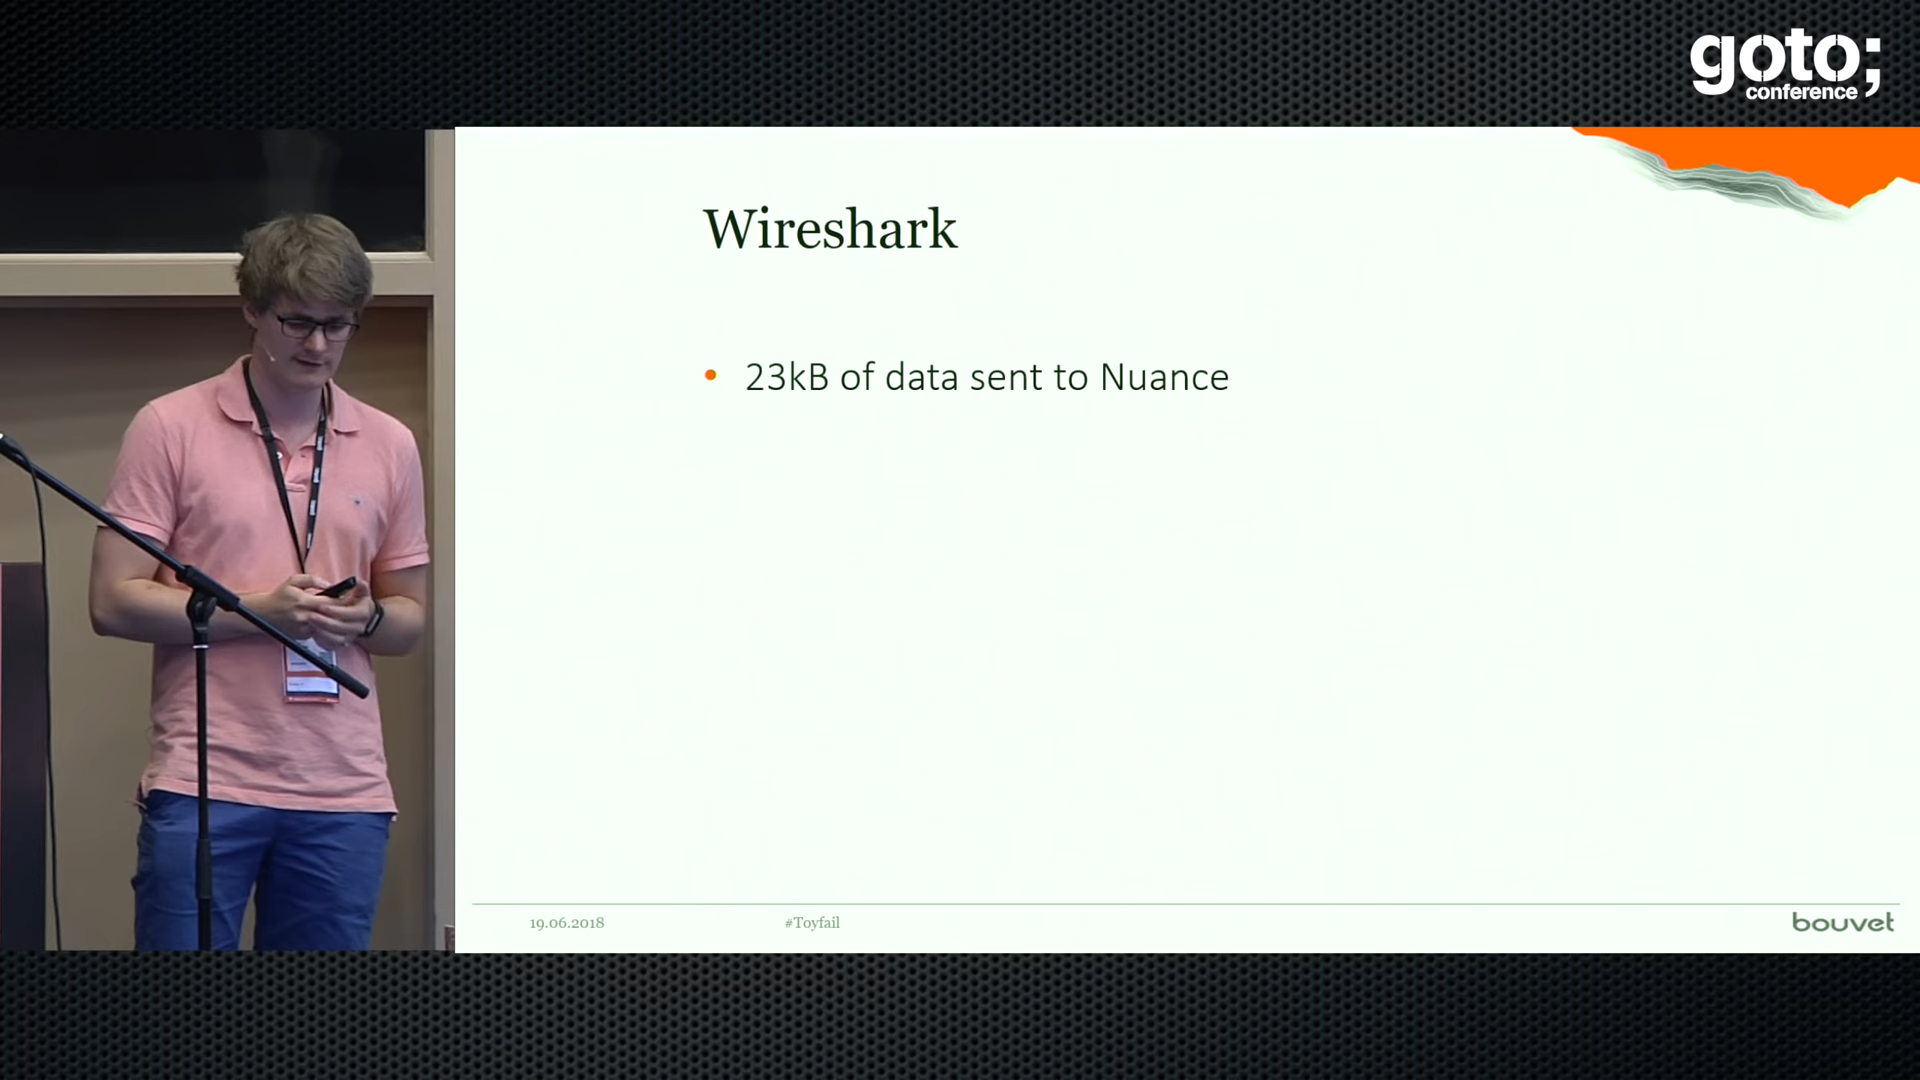 goto;
conference
Wireshark
• 23kB of data sent to Nuance
19.06.2018
#Toyfail
bouvet